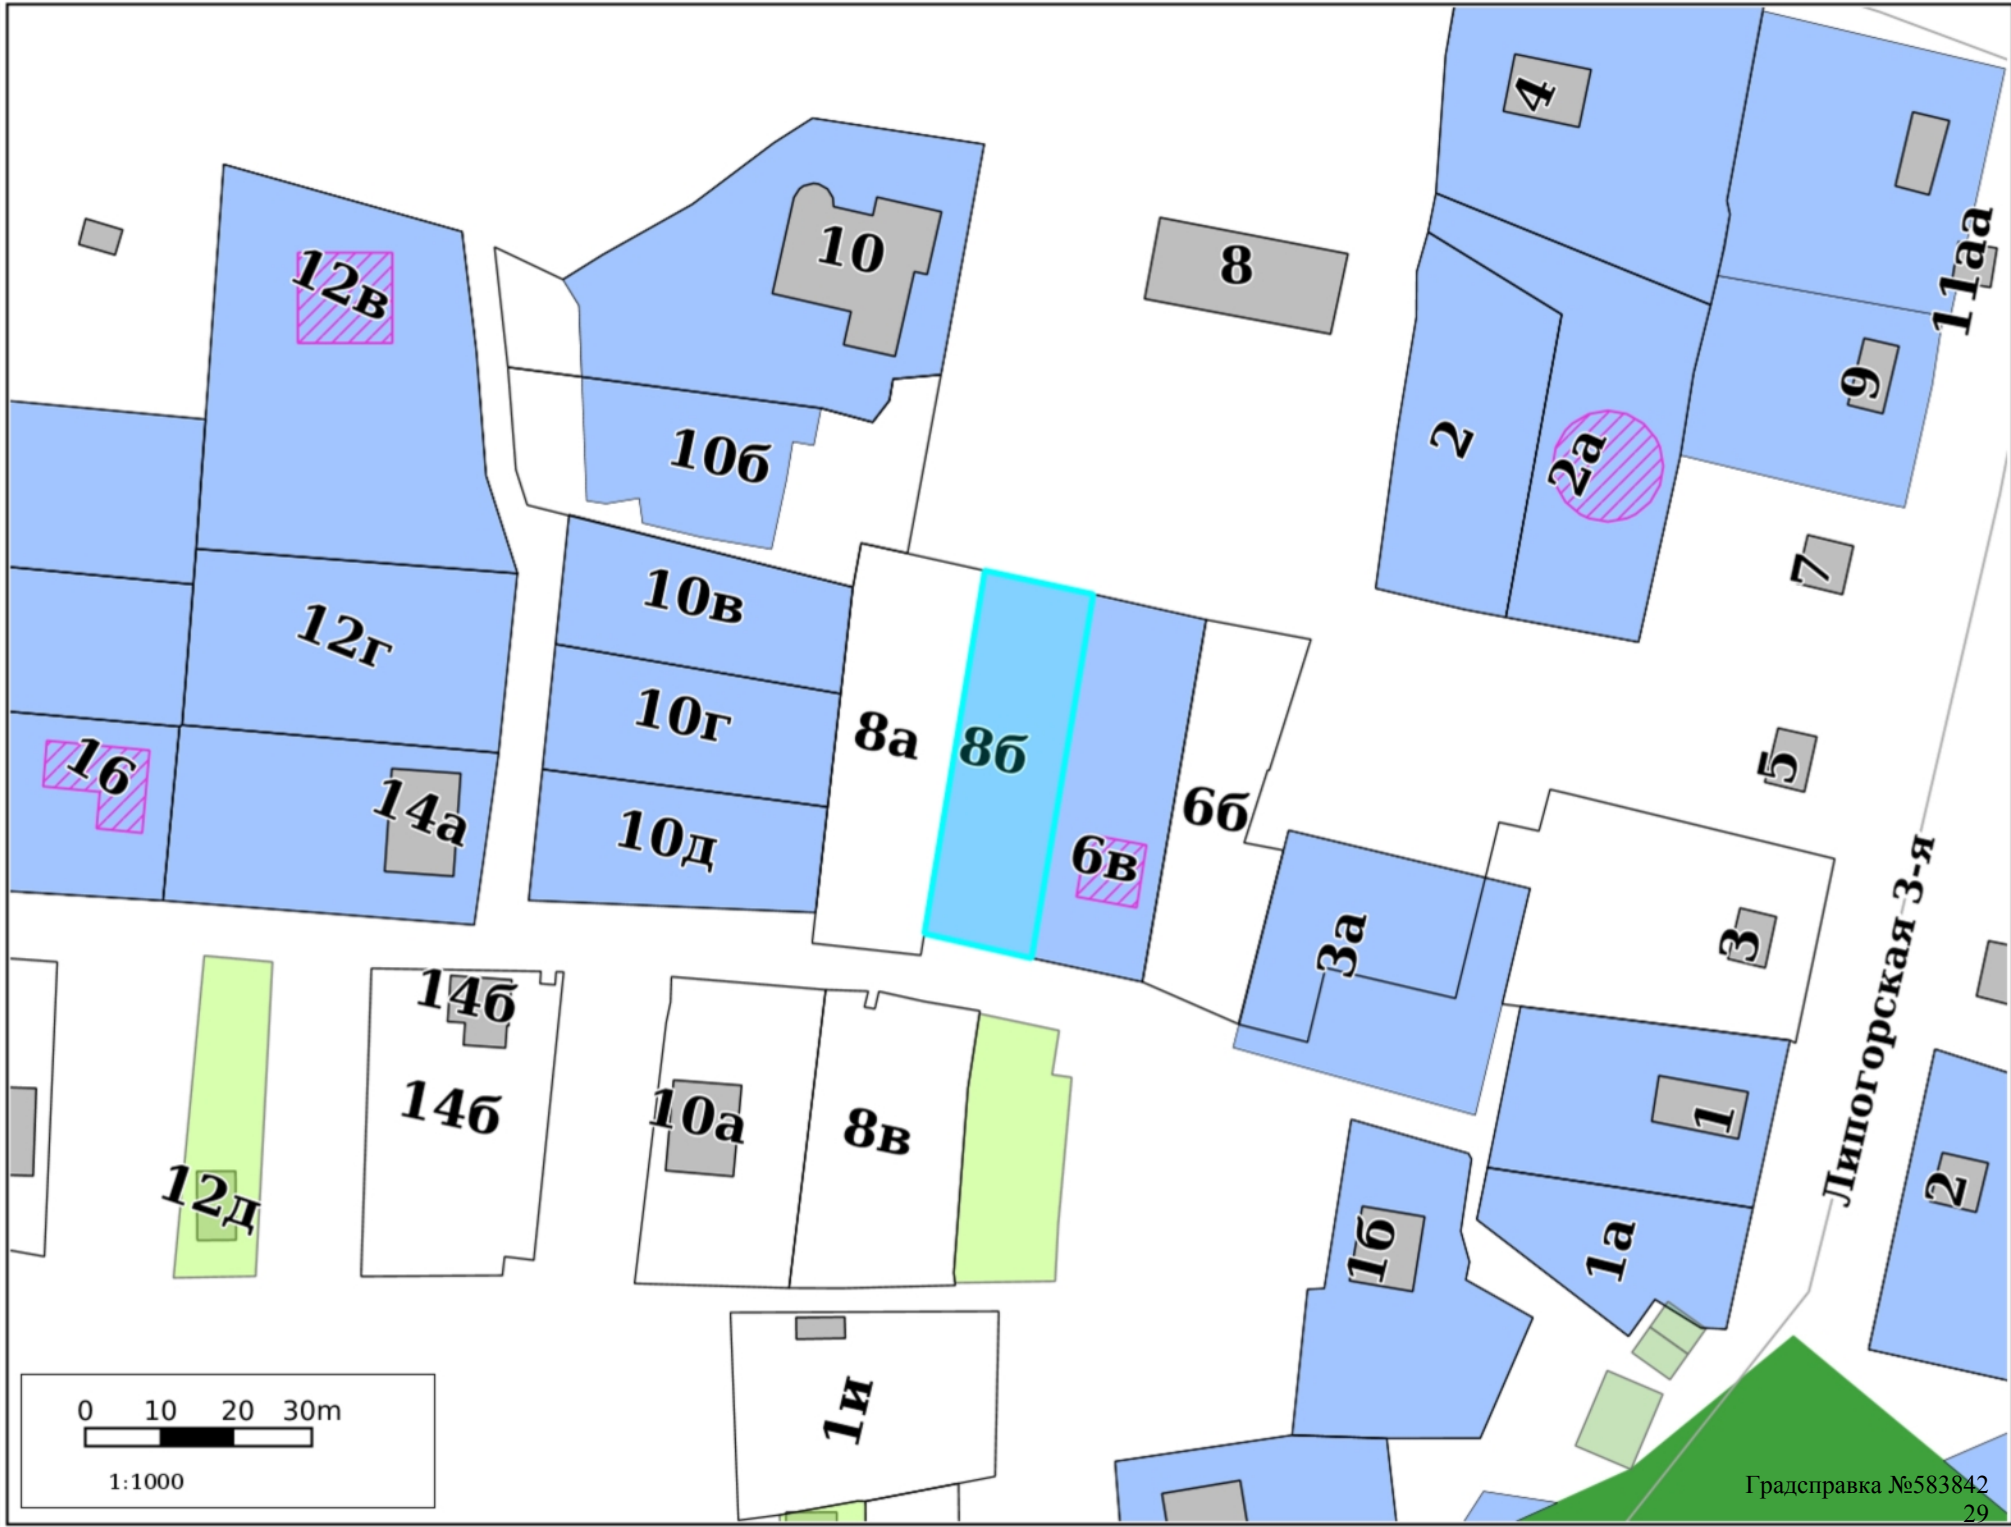 4
11аа
12в
10
8
9
10б
2
2а
7
10в
12г
10г
8а
8б
5
16
14а
10д
6б
6в
3а
3
Липогорская 3-я
14б
14б
10а
8в
1
12д
1б
1а
2
1и
0 10 20 30m
1:1000
Градсправка №583842
29